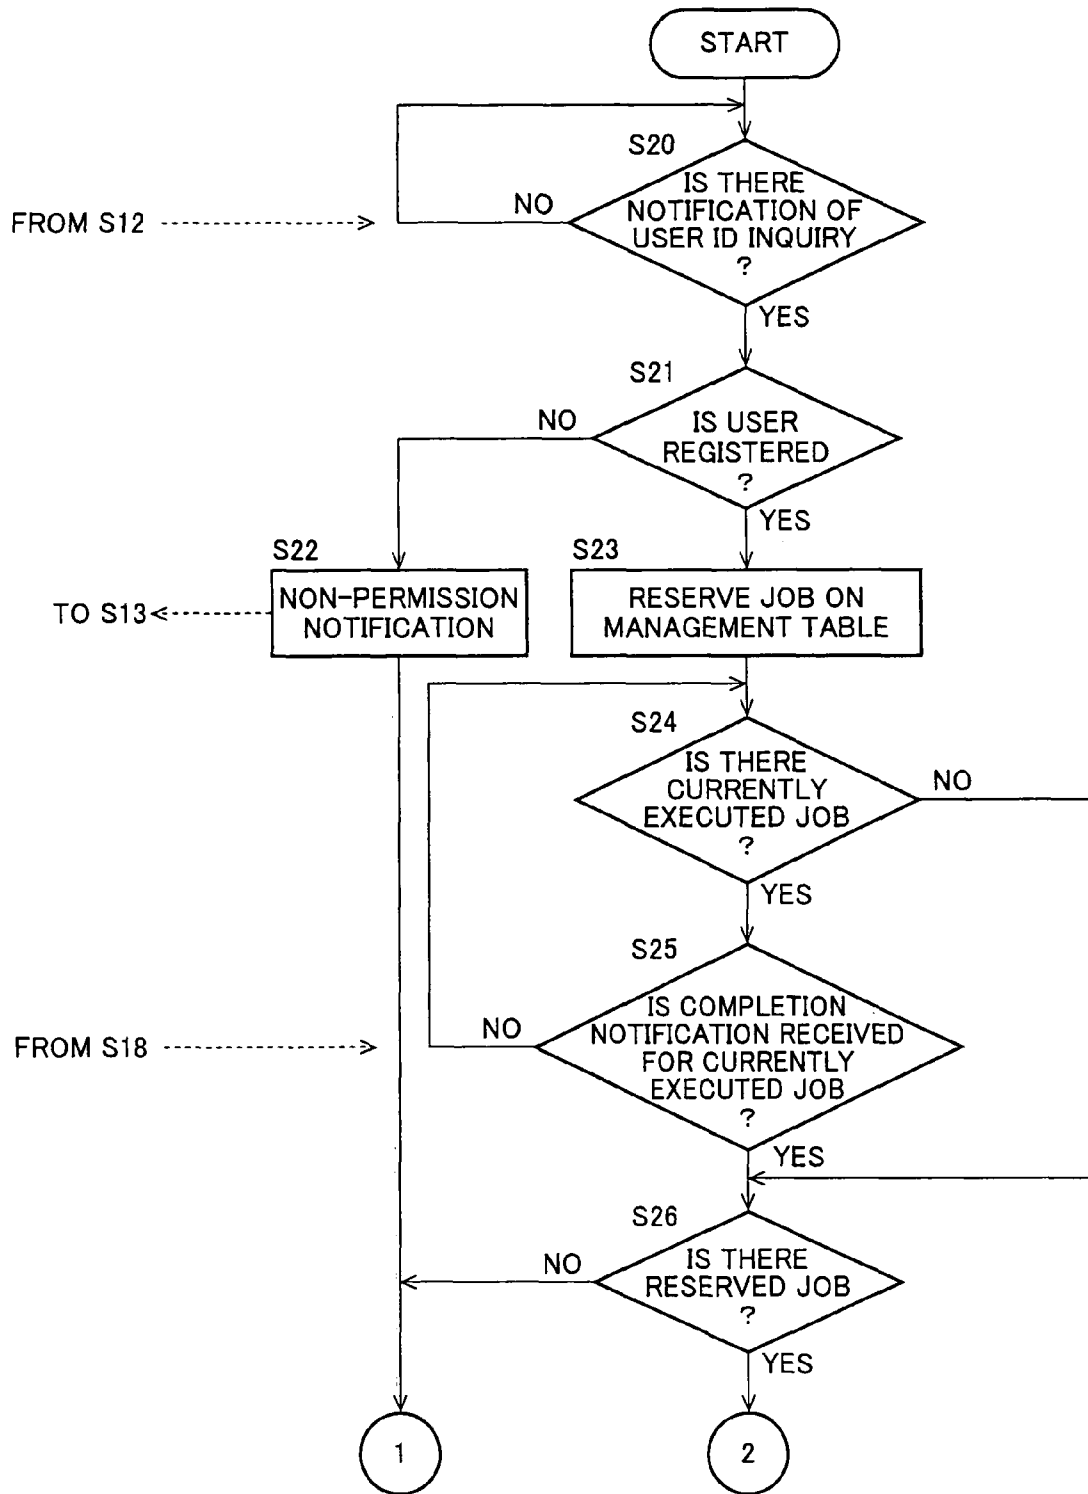 START
S20
IS THERE
NOTIFICATION OF
USER ID INQUIRY
?
NO
FROM S12
YES
S21
IS USER
REGISTERED
?
NO
YES
S22
NON-PERMISSION
NOTIFICATION
TO S13
S23
RESERVE JOB ON
MANAGEMENT TABLE
S24
IS THERE
CURRENTLY
EXECUTED JOB
?
NO
YES
S25
IS COMPLETION
NOTIFICATION RECEIVED
FOR CURRENTLY
EXECUTED JOB
?
NO
FROM S18
YES
S26
IS THERE
RESERVED JOB
?
NO
YES
1
2